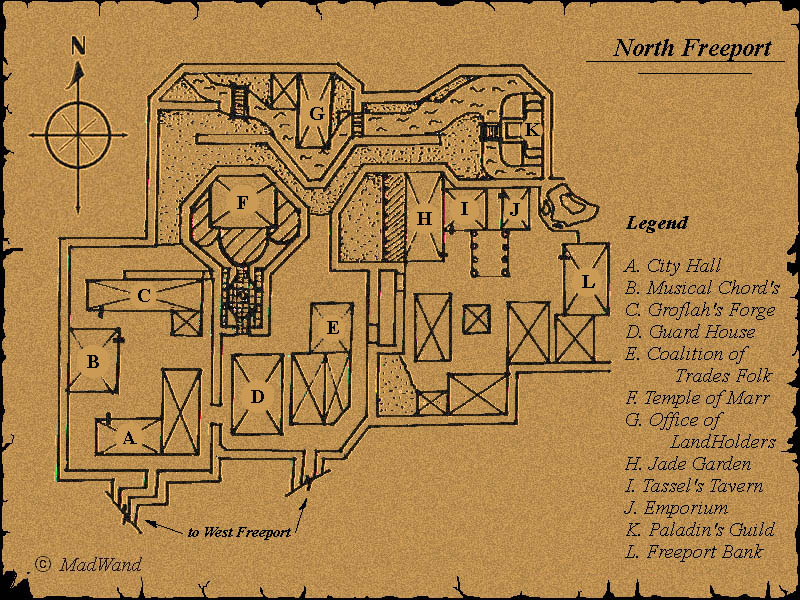 North Freeport
N
G
K
F
H
I
J
L
C
E
B
D
A
to West Freeport
Legend
A. City Hall
B. Musical Chord's
C. Groflah's Forge
D. Guard House
E. Coalition of
Trades Folk
F. Temple of Marr
G. Office of
LandHolders
H. Jade Garden
I. Tassel's Tavern
J. Emporium
K. Paladin's Guild
L. Freeport Bank
© MadWand